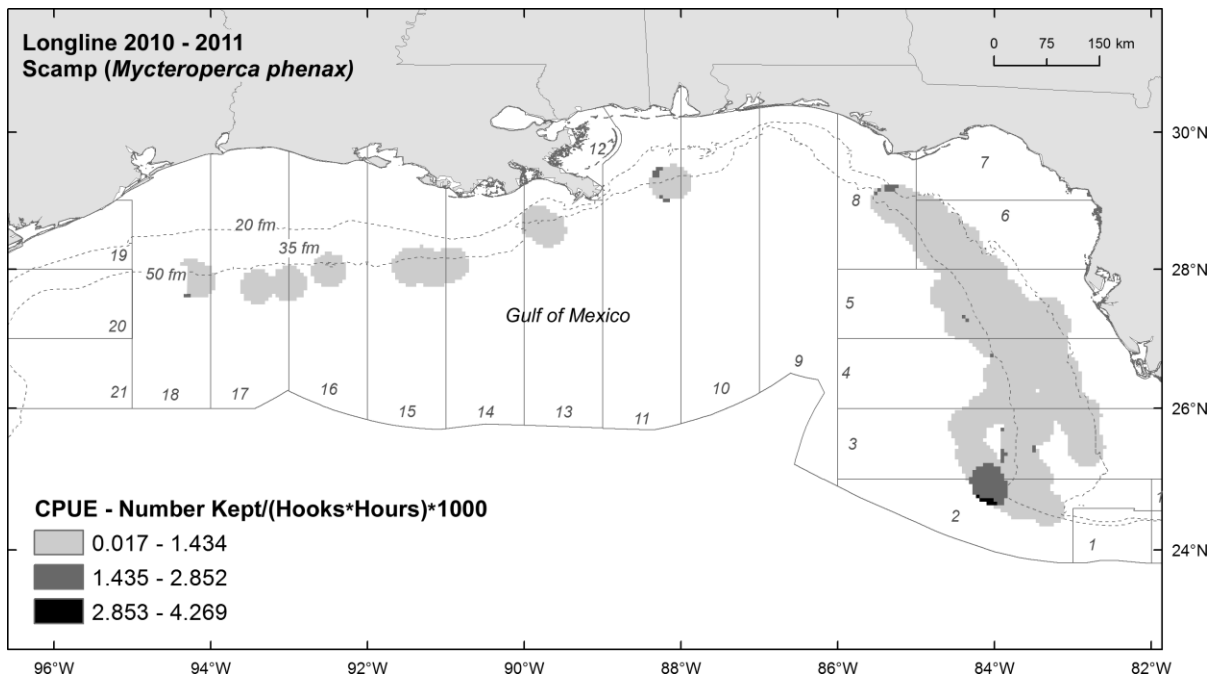 Longline 2010 - 2011
Scamp (Mycteroperca phenax)
0 75 150 km
30°N
28°N
26°N
24°N
12
7
8
6
20 fm
19
35 fm
50 fm
5
20
Gulf of Mexico
4
9
21
18
17
16
15
14
13
11
10
3
2
1
1
CPUE - Number Kept/(Hooks*Hours)*1000
0.017 - 1.434
1.435 - 2.852
2.853 - 4.269
96°W 94°W 92°W 90°W 88°W 86°W 84°W 82°W